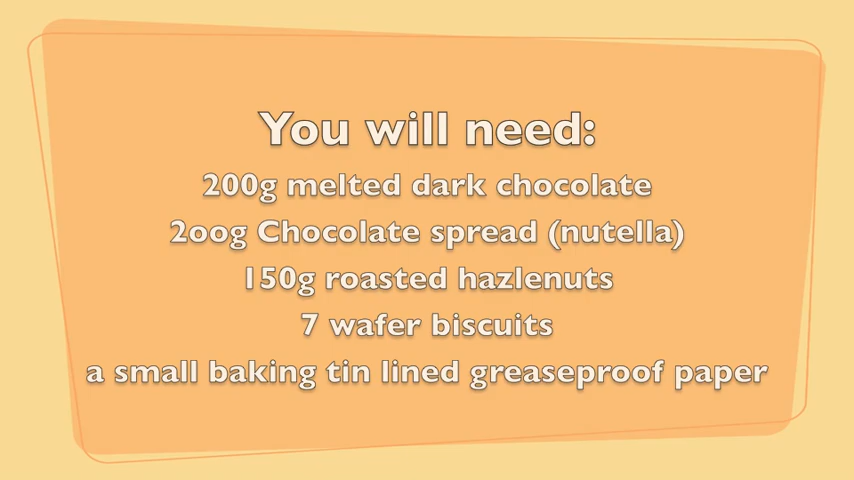 You will need:
200g melted dark chocolate
2oog Chocolate spread (nutella)
150g roasted hazlenuts
7 wafer biscuits
a small baking tin lined greaseproof paper